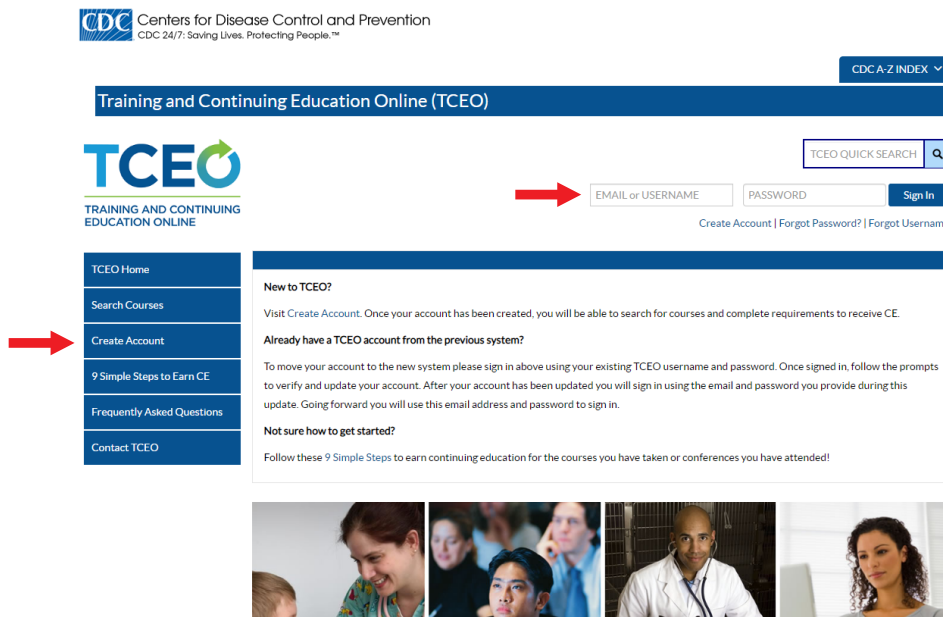 CDC Centers for Disease Control and Prevention
CDC 24/7: Saving Lives. Protecting People.™
CDC A-Z INDEX
Training and Continuing Education Online (TCEO)
TCEO
TRAINING AND CONTINUING
EDUCATION ONLINE
TCEO QUICK SEARCH
EMAIL or USERNAME PASSWORD Sign In
Create Account | Forgot Password? | Forgot Usernam
TCEO Home
Search Courses
Create Account
9 Simple Steps to Earn CE
Frequently Asked Questions
Contact TCEO
New to TCEO?
Visit Create Account. Once your account has been created, you will be able to search for courses and complete requirements to receive CE.
Already have a TCEO account from the previous system?
To move your account to the new system please sign in above using your existing TCEO username and password. Once signed in, follow the prompts
to verify and update your account. After your account has been updated you will sign in using the email and password you provide during this
update. Going forward you will use this email address and password to sign in.
Not sure how to get started?
Follow these 9 Simple Steps to earn continuing education for the courses you have taken or conferences you have attended!